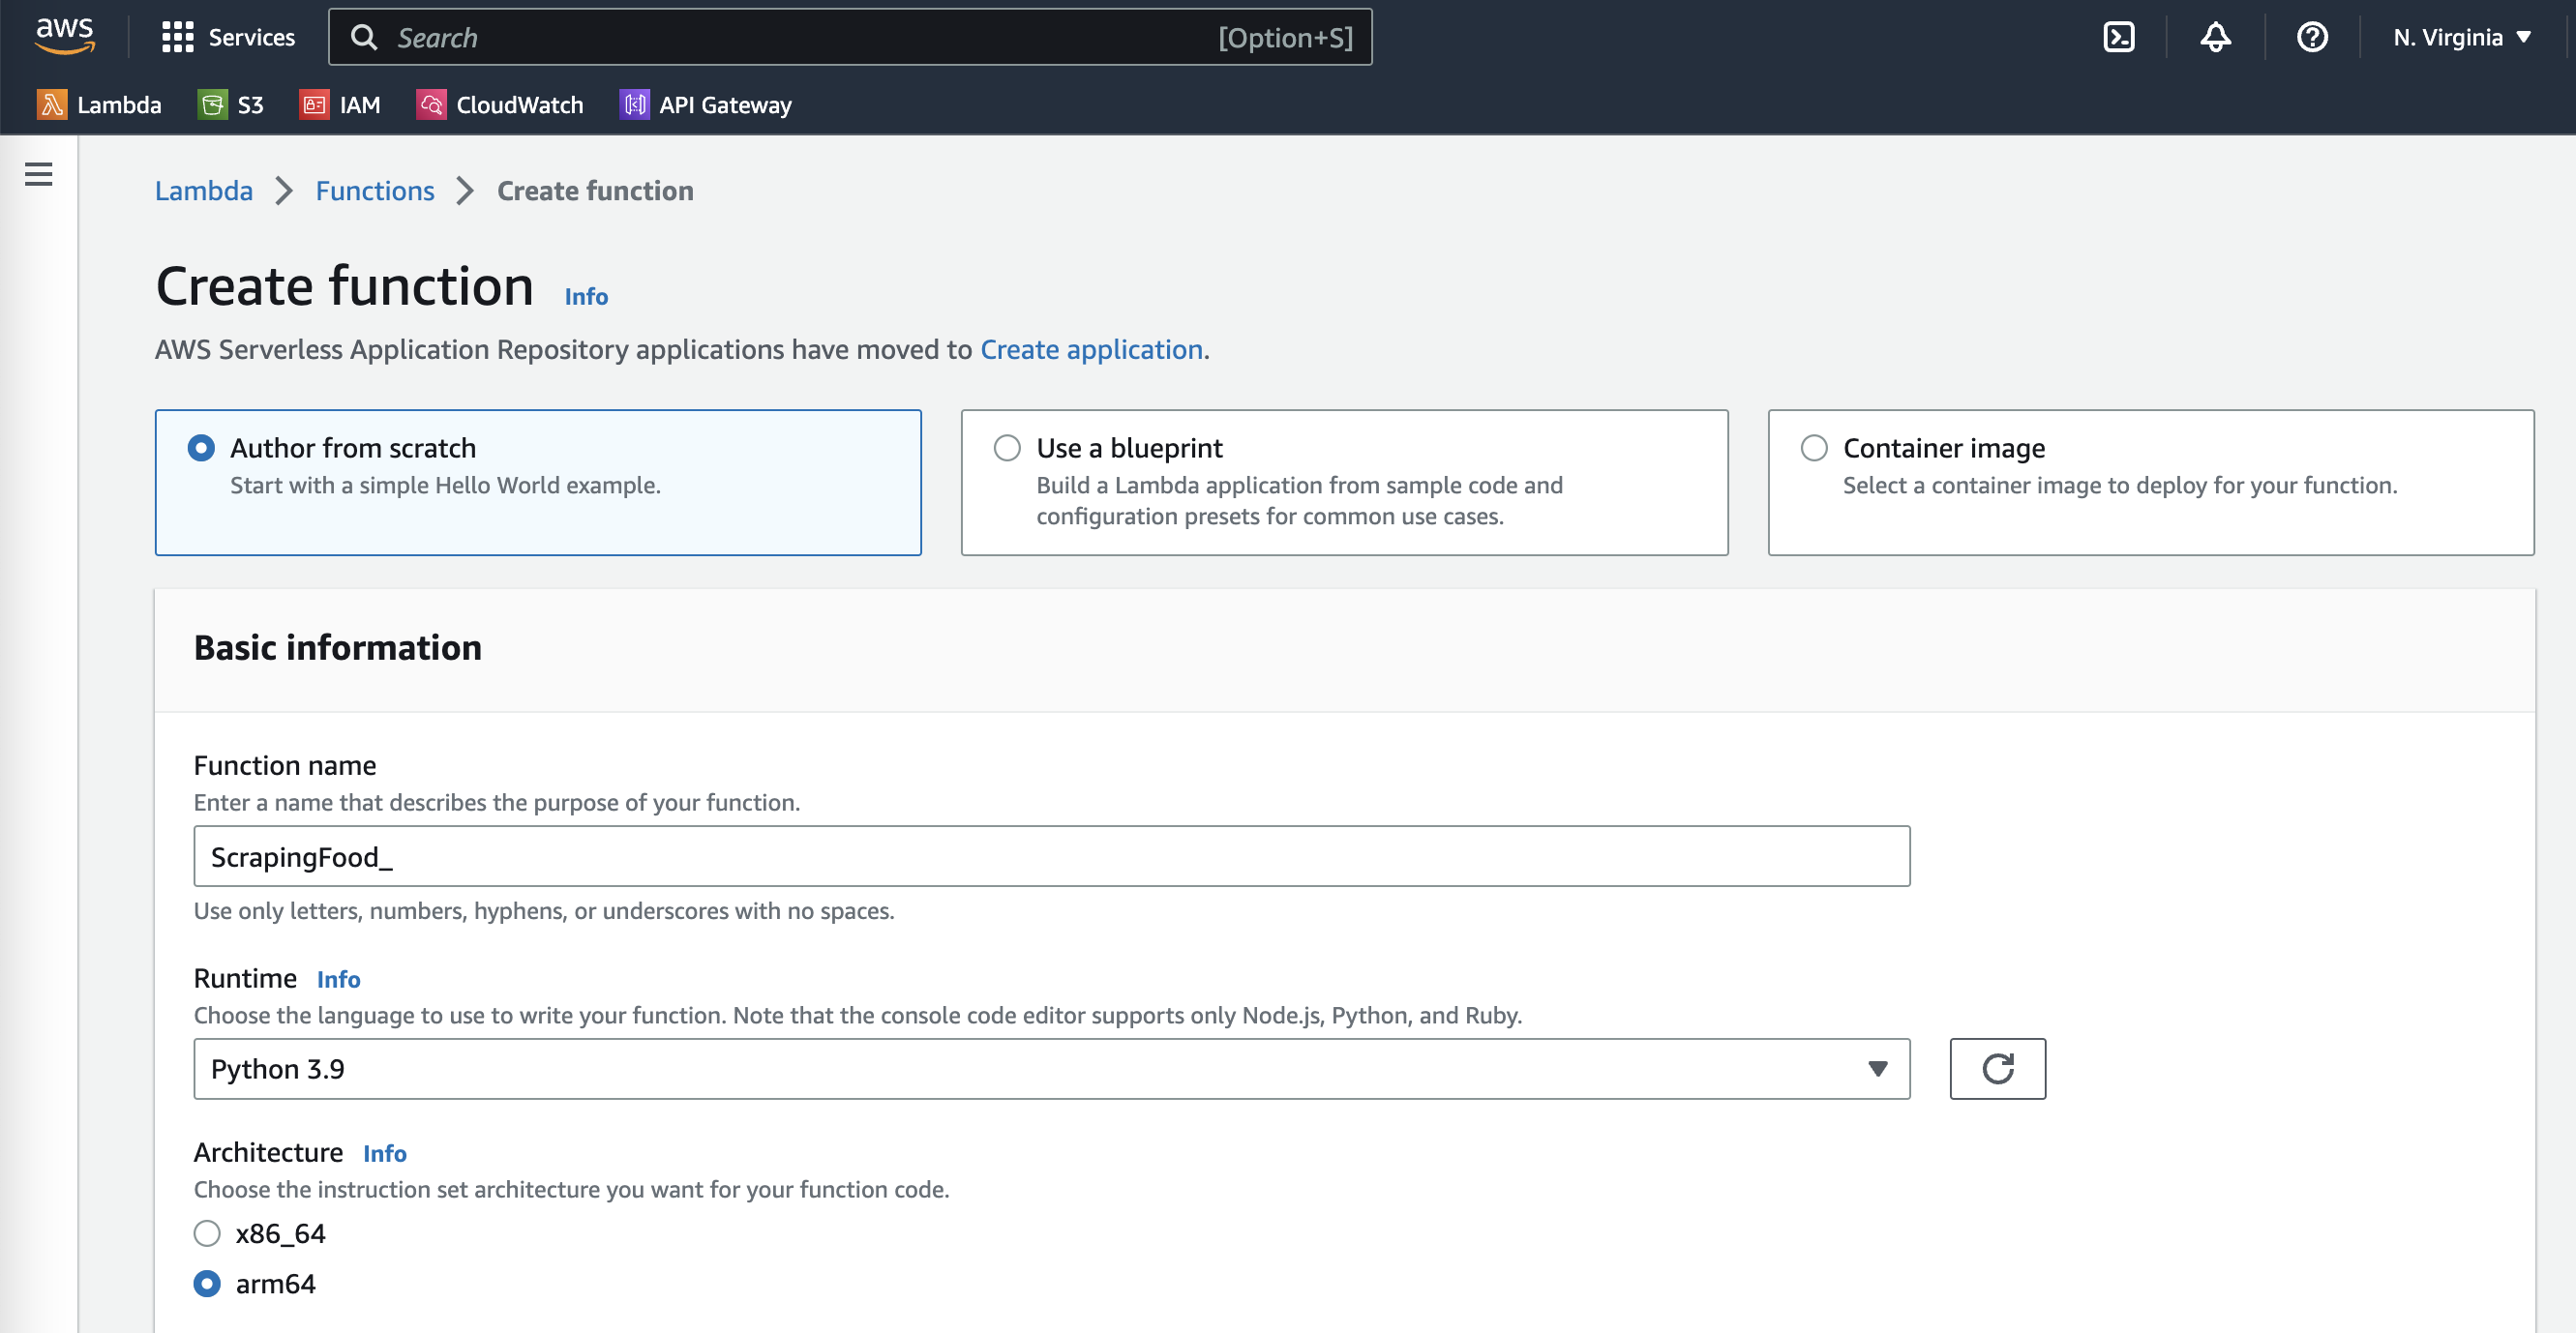 aws Services Search [Option+S] N. Virginia
Lambda S3 IAM CloudWatch API Gateway
Lambda Functions Create function
Create function Info
AWS Serverless Application Repository applications have moved to Create application.
Author from scratch
Start with a simple Hello World example.
Use a blueprint
Build a Lambda application from sample code and
configuration presets for common use cases.
Container image
Select a container image to deploy for your function.
Basic information
Function name
Enter a name that describes the purpose of your function.
ScrapingFood_
Use only letters, numbers, hyphens, or underscores with no spaces.
Runtime Info
Choose the language to use to write your function. Note that the console code editor supports only Node.js, Python, and Ruby.
Python 3.9
Architecture Info
Choose the instruction set architecture you want for your function code.
x86_64
arm64